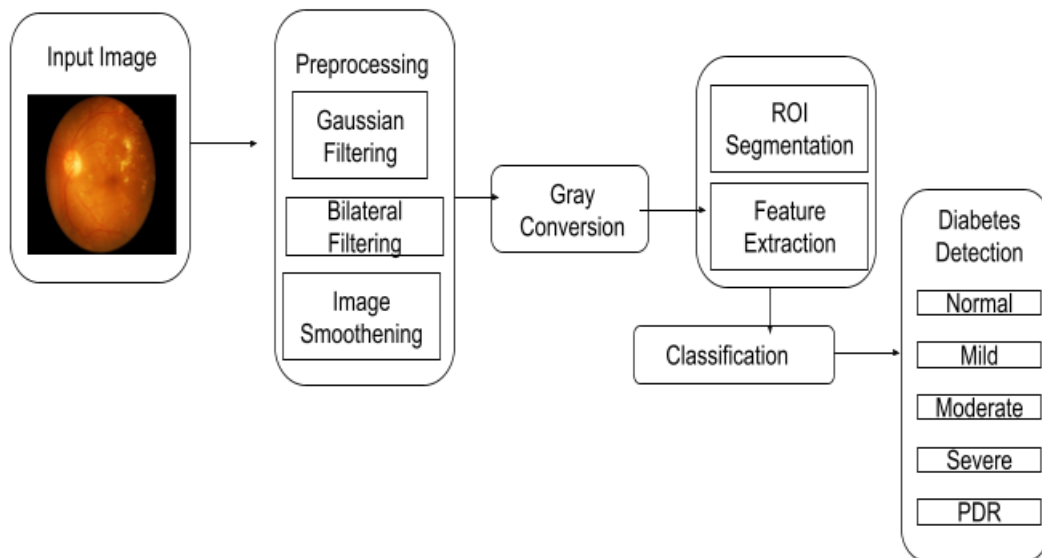 Input Image
Preprocessing
Gaussian
Filtering
Bilateral
Filtering
Image
Smoothening
Gray
Conversion
ROI
Segmentation
Feature
Extraction
Classification
Diabetes
Detection
Normal
Mild
Moderate
Severe
PDR